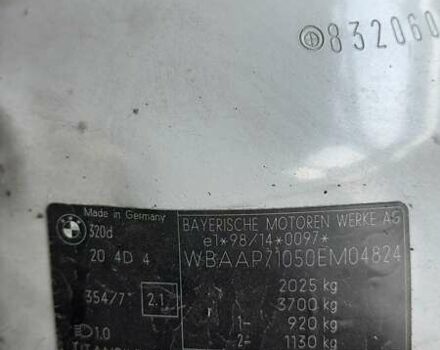 832060
Made in Germany
BAYERISCHE MOTOREN WERKE AG
320d
e1*98/14*0097*
20 4D 4
WBAAP71050EM04824
354/7 2.1
2025 kg
3700 kg
1.0
1- 920 kg
2- 1130 kg